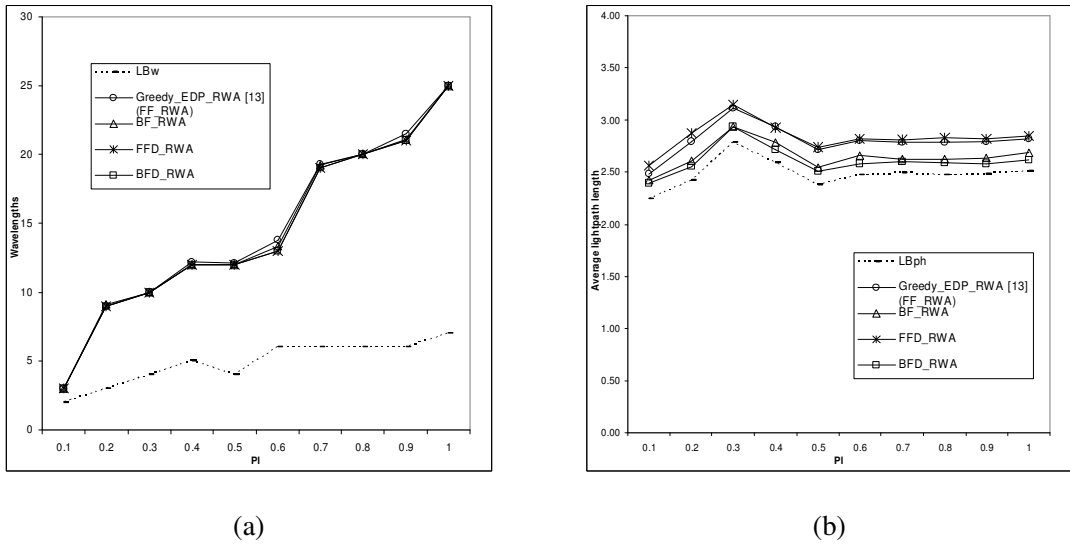 30
25
20
15
10
5
0
Wavelengths
LBw
Greedy_EDP_RWA [13]
(FF_RWA)
BF_RWA
FFD_RWA
BFD_RWA
0.1 0.2 0.3 0.4 0.5 0.6 0.7 0.8 0.9 1
PI
(a)
4.00
3.50
3.00
2.50
2.00
1.50
1.00
0.50
0.00
Average lightpath length
LBph
Greedy_EDP_RWA [13]
(FF_RWA)
BF_RWA
FFD_RWA
BFD_RWA
0.1 0.2 0.3 0.4 0.5 0.6 0.7 0.8 0.9 1
PI
(b)